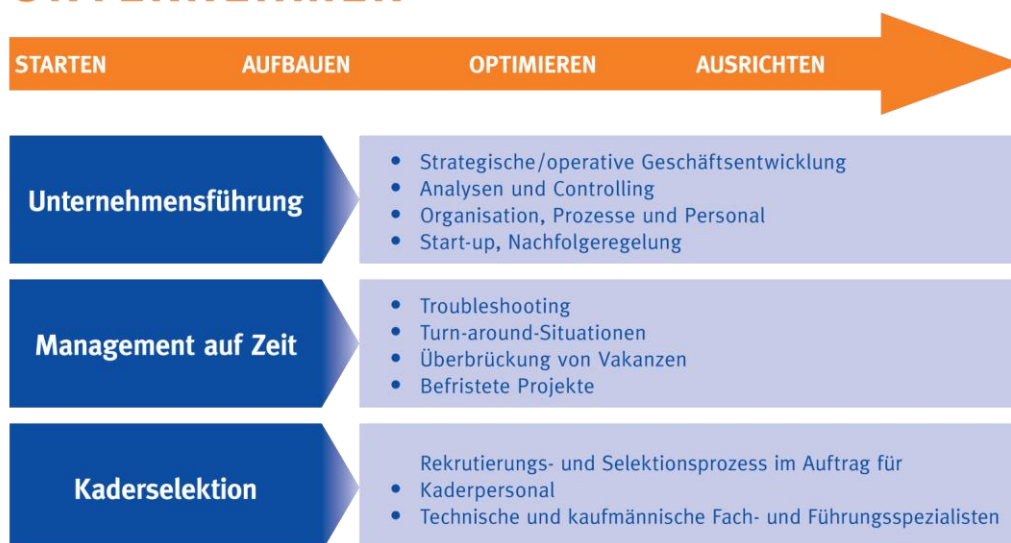 STARTEN AUFBAUEN OPTIMIEREN AUSRICHTEN
Unternehmensführung
• Strategische/operative Geschäftsentwicklung
• Analysen und Controlling
• Organisation, Prozesse und Personal
• Start-up, Nachfolgeregelung
Management auf Zeit
• Troubleshooting
• Turn-around-Situationen
• Überbrückung von Vakanzen
• Befristete Projekte
Kaderselektion
Rekrutierungs- und Selektionsprozess im Auftrag für
• Kaderpersonal
• Technische und kaufmännische Fach- und Führungsspezialisten